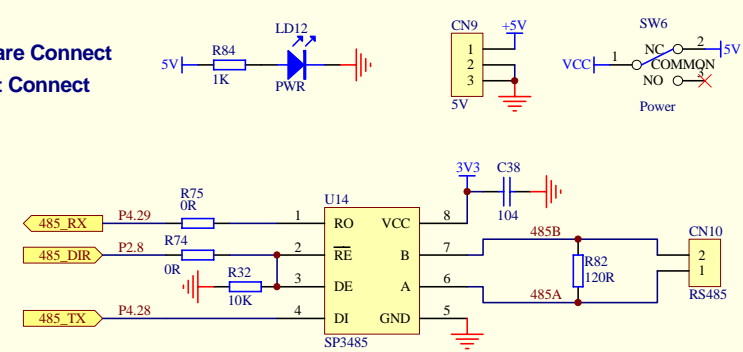 are Connect
t Connect
5V
R84
1K
LD12
PWR
CN9
1
2
3
5V
+5V
SW6
VCC
1
NC
2
5V
COMMON
NO
3
Power
485_RX
P4.29
R75
0R
485_DIR
P2.8
R74
0R
R32
10K
485_TX
P4.28
U14
1
RO
VCC
8
2
RE
B
7
3
DE
A
6
4
DI
GND
5
SP3485
3V3
C38
104
485B
R82
120R
485A
CN10
2
1
RS485